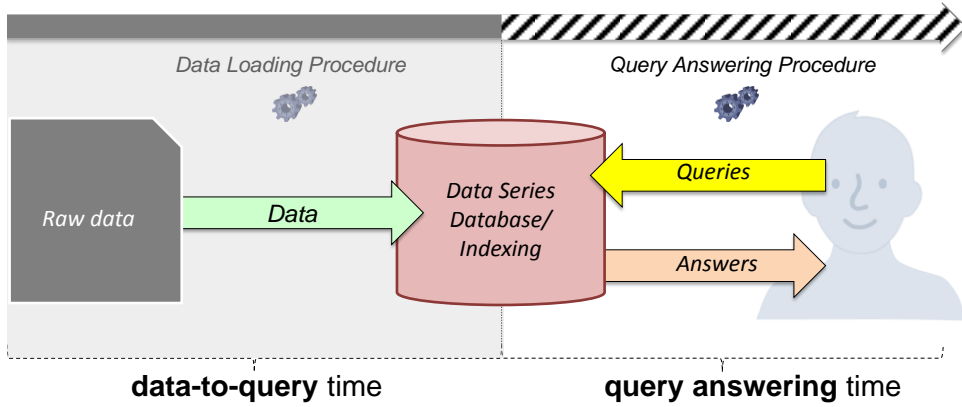 Data Loading Procedure
Query Answering Procedure
Raw data
Data
Data Series
Database/
Indexing
Queries
Answers
data-to-query time
query answering time